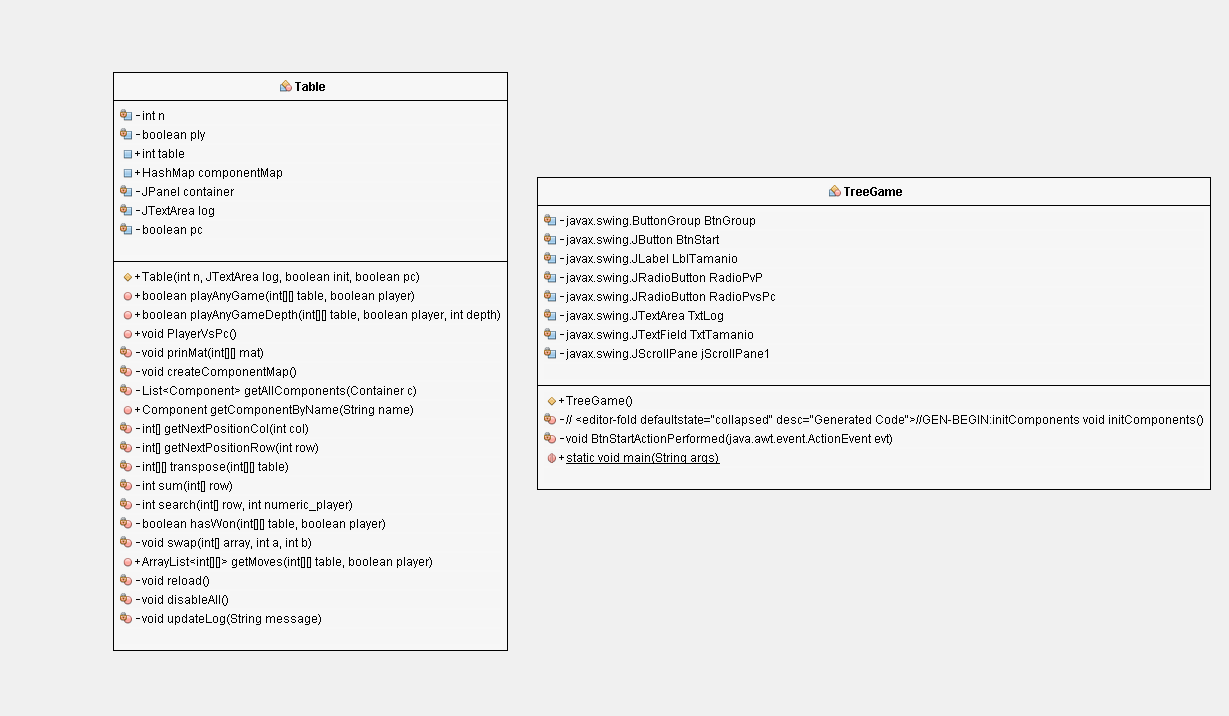 Table
- int n
- boolean ply
+ int table
+ HashMap componentMap
- JPanel container
- JTextArea log
- boolean pc
+ Table(int n, JTextArea log, boolean init, boolean pc)
+ boolean playAnyGame(int[][] table, boolean player)
+ boolean playAnyGameDepth(int[][] table, boolean player, int depth)
+ void PlayerVsPc()
- void prinMat(int[][] mat)
- void createComponentMap()
- List<Component> getAllComponents(Container c)
+ Component getComponentByName(String name)
- int[] getNextPositionCol(int col)
- int[] getNextPositionRow(int row)
- int[][] transpose(int[][] table)
- int sum(int[] row)
- int search(int[] row, int numeric_player)
- boolean hasWon(int[][] table, boolean player)
- void swap(int[] array, int a, int b)
+ ArrayList<int[][]> getMoves(int[][] table, boolean player)
- void reload()
- void disableAll()
- void updateLog(String message)
TreeGame
- javax.swing.ButtonGroup BtnGroup
- javax.swing.JButton BtnStart
- javax.swing.JLabel LblTamanio
- javax.swing.JRadioButton RadioPvP
- javax.swing.JRadioButton RadioPvsPc
- javax.swing.JTextArea TxtLog
- javax.swing.JTextField TxtTamanio
- javax.swing.JScrollPane jScrollPane1
+ TreeGame()
- // <editor-fold defaultstate="collapsed" desc="Generated Code">//GEN-BEGIN:initComponents void initComponents()
- void BtnStartActionPerformed(java.awt.event.ActionEvent evt)
+ static void main(String args)